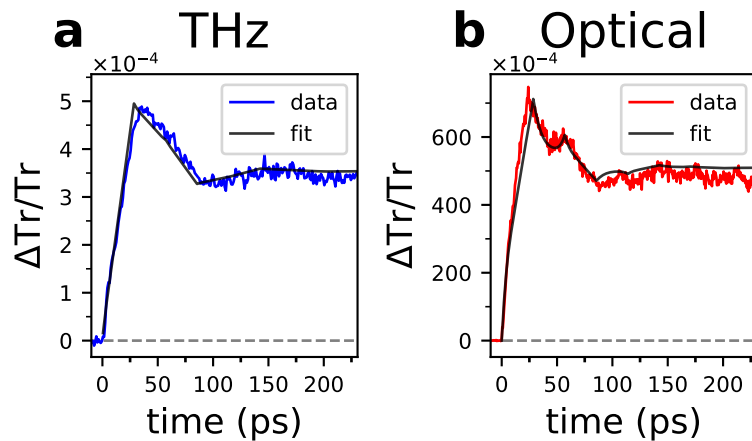 a THz
×10⁻⁴
data
fit
5
4
3
2
1
0
ΔTr/Tr
0 50 100 150 200
time (ps)
b Optical
×10⁻⁴
data
fit
600
400
200
0
ΔTr/Tr
0 50 100 150 200
time (ps)